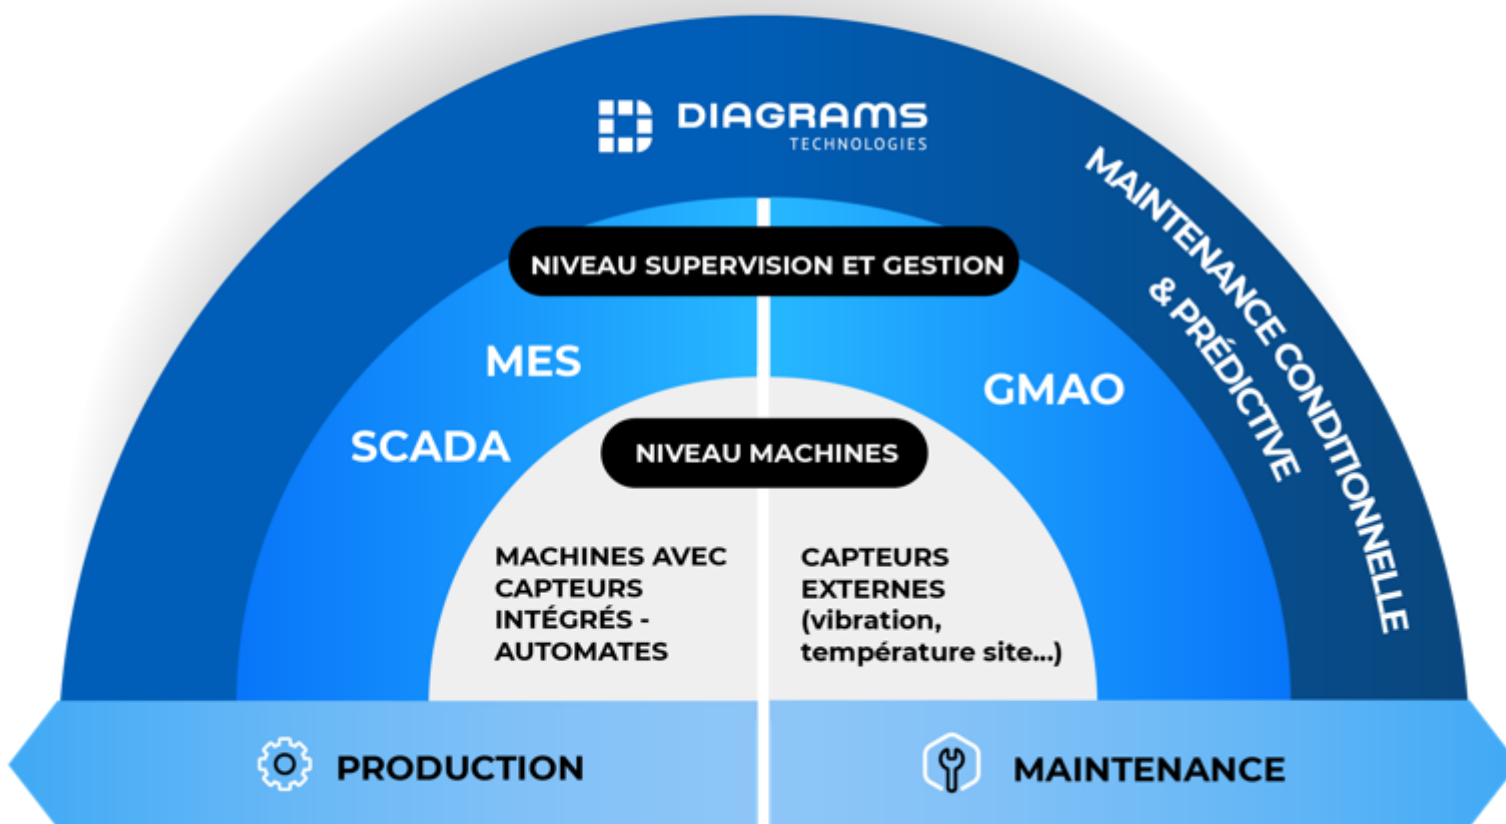 DIAGRAMS
TECHNOLOGIES
MAINTENANCE CONDITIONNELLE
& PRÉDICTIVE
NIVEAU SUPERVISION ET GESTION
MES
SCADA
GMAO
NIVEAU MACHINES
MACHINES AVEC
CAPTEURS
INTÉGRÉS -
AUTOMATES
CAPTEURS
EXTERNES
(vibration,
température site...)
PRODUCTION
MAINTENANCE